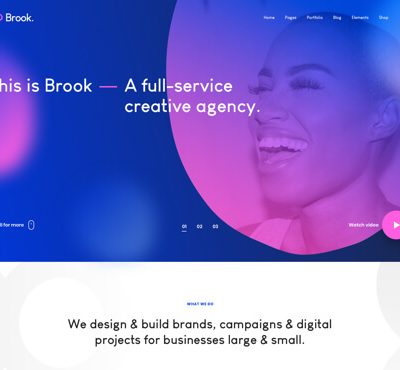 Brook.
Home Pages Portfolio Blog Elements Shop
his is Brook — A full-service
creative agency.
l for more
01 02 03
Watch video
WHAT WE DO
We design & build brands, campaigns & digital
projects for businesses large & small.